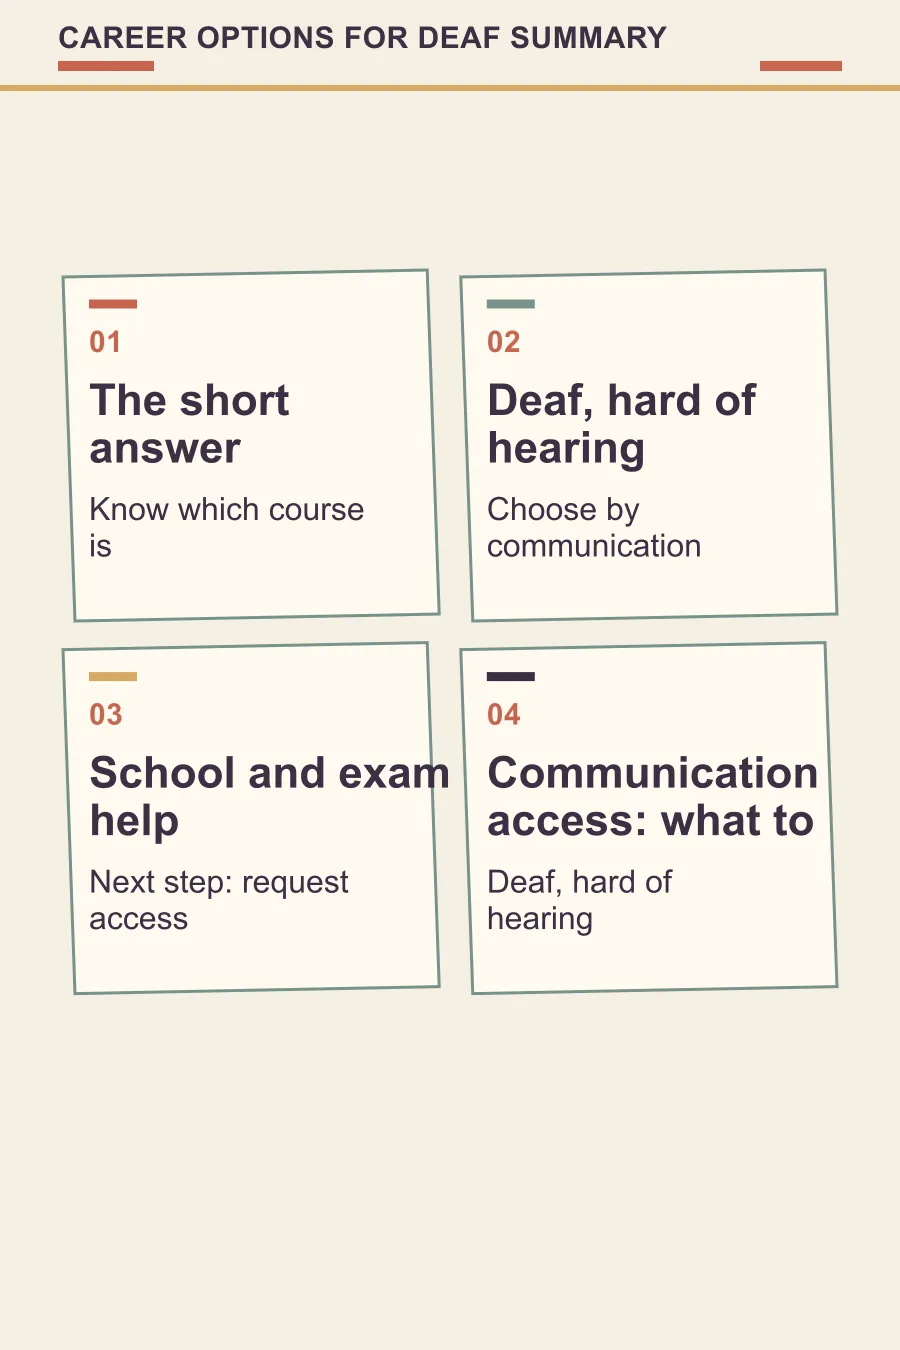 CAREER OPTIONS FOR DEAF SUMMARY
01
The short
answer
Know which course
is
02
Deaf, hard of
hearing
Choose by
communication
03
School and exam
help
Next step: request
access
04
Communication
access: what to
Deaf, hard of
hearing